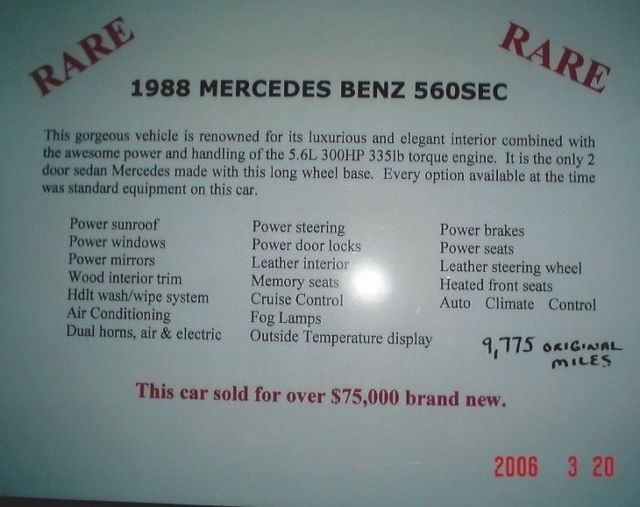 RARE RARE
1988 MERCEDES BENZ 560SEC
This gorgeous vehicle is renowned for its luxurious and elegant interior combined with
the awesome power and handling of the 5.6L 300HP 335lb torque engine. It is the only 2
door sedan Mercedes made with this long wheel base. Every option available at the time
was standard equipment on this car.
Power sunroof Power steering Power brakes
Power windows Power door locks Power seats
Power mirrors Leather interior Leather steering wheel
Wood interior trim Memory seats Heated front seats
Hdlt wash/wipe system Cruise Control Auto Climate Control
Air Conditioning Fog Lamps
Dual horns, air & electric Outside Temperature display
9,775 ORIGINAL
MILES
This car sold for over $75,000 brand new.
2006 3 20